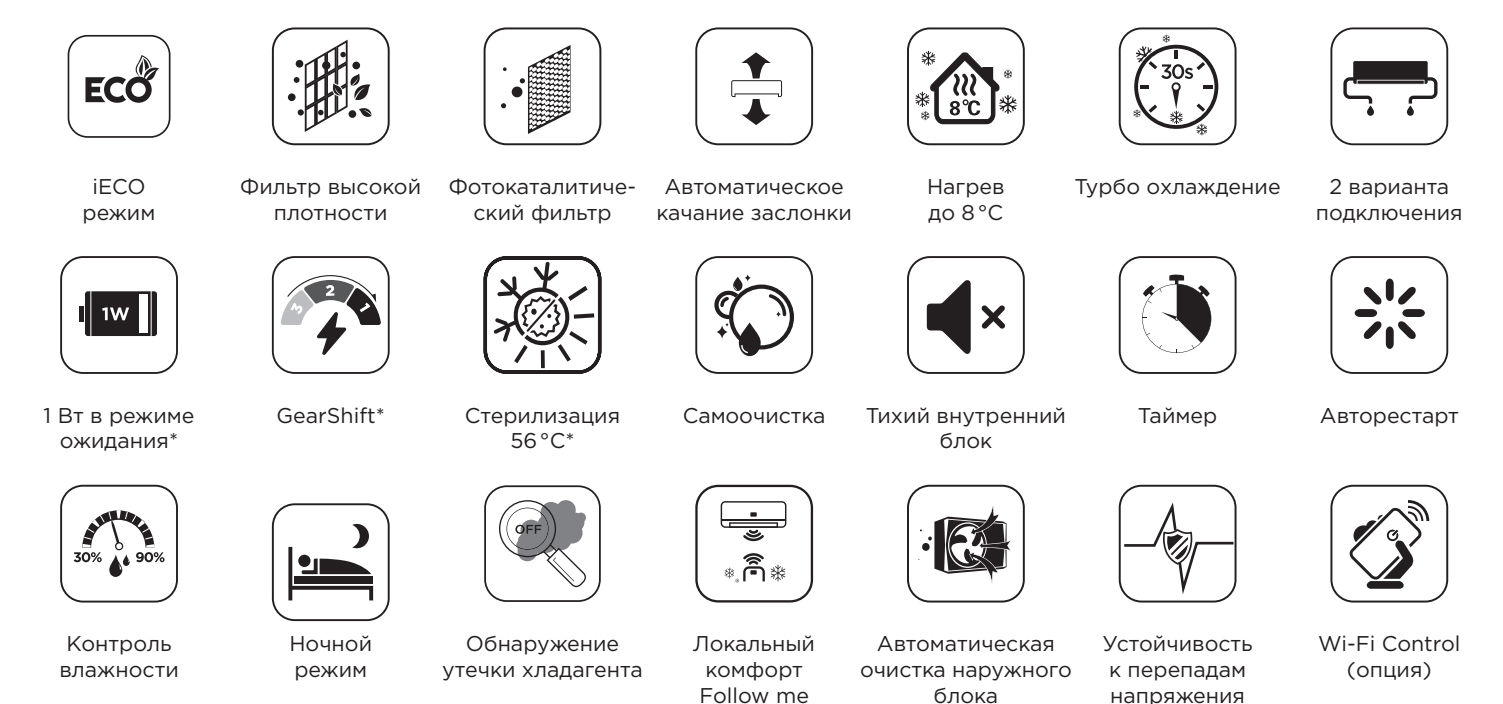 ECO
8°C
30s
iECO
режим
Фильтр высокой
плотности
Фотокаталитиче-
ский фильтр
Автоматическое
качание заслонки
Нагрев
до 8 °C
Турбо охлаждение
2 варианта
подключения
1W
3
2
1
1 Вт в режиме
ожидания*
GearShift*
Стерилизация
56 °C*
Самоочистка
Тихий внутренний
блок
Таймер
Авторестарт
30%
90%
OFF
Контроль
влажности
Ночной
режим
Обнаружение
утечки хладагента
Локальный
комфорт
Follow me
Автоматическая
очистка наружного
блока
Устойчивость
к перепадам
напряжения
Wi-Fi Control
(опция)